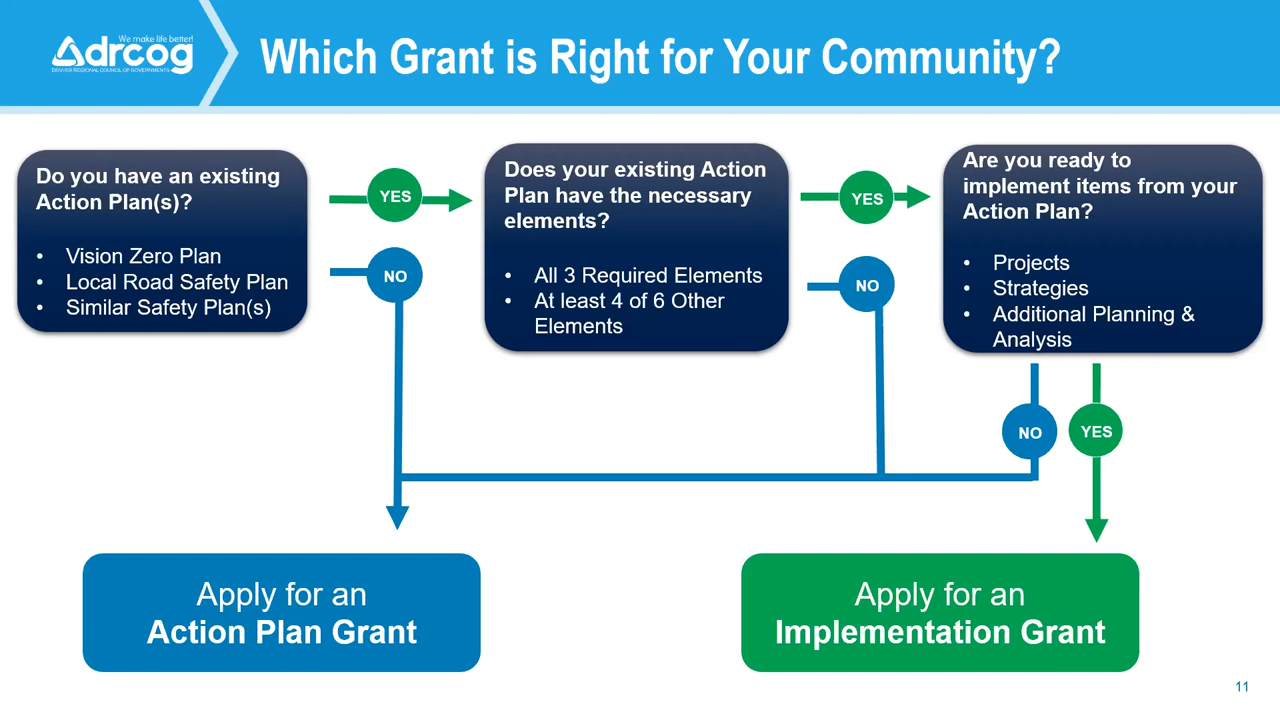 We make life better!
drcog
DENVER REGIONAL COUNCIL OF GOVERNMENTS
Which Grant is Right for Your Community?
Do you have an existing
Action Plan(s)?
• Vision Zero Plan
• Local Road Safety Plan
• Similar Safety Plan(s)
YES
NO
Does your existing Action
Plan have the necessary
elements?
• All 3 Required Elements
• At least 4 of 6 Other
Elements
YES
NO
Are you ready to
implement items from your
Action Plan?
• Projects
• Strategies
• Additional Planning &
Analysis
NO
YES
Apply for an
Action Plan Grant
Apply for an
Implementation Grant
11